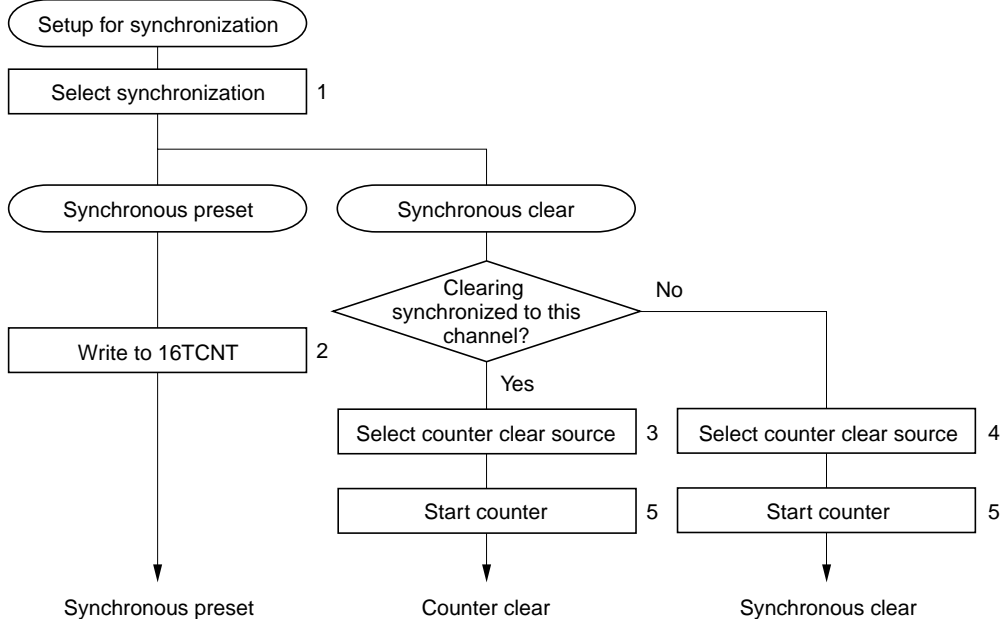 Setup for synchronization
Select synchronization 1
Synchronous preset
Synchronous clear
Clearing
synchronized to this
channel?
No
Write to 16TCNT 2
Yes
Select counter clear source 3
Select counter clear source 4
Start counter 5
Start counter 5
Synchronous preset
Counter clear
Synchronous clear